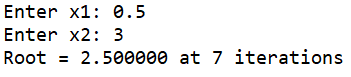 Enter x1: 0.5
Enter x2: 3
Root = 2.500000 at 7 iterations